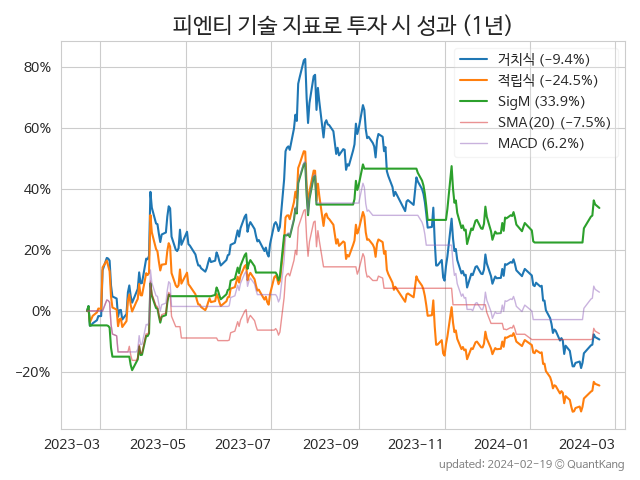 피엔티 기술 지표로 투자 시 성과 (1년)
거치식 (−9.4%)
적립식 (−24.5%)
SigM (33.9%)
SMA(20) (−7.5%)
MACD (6.2%)
80%
60%
40%
20%
0%
−20%
2023-03 2023-05 2023-07 2023-09 2023-11 2024-01 2024-03
updated: 2024-02-19 © QuantKang